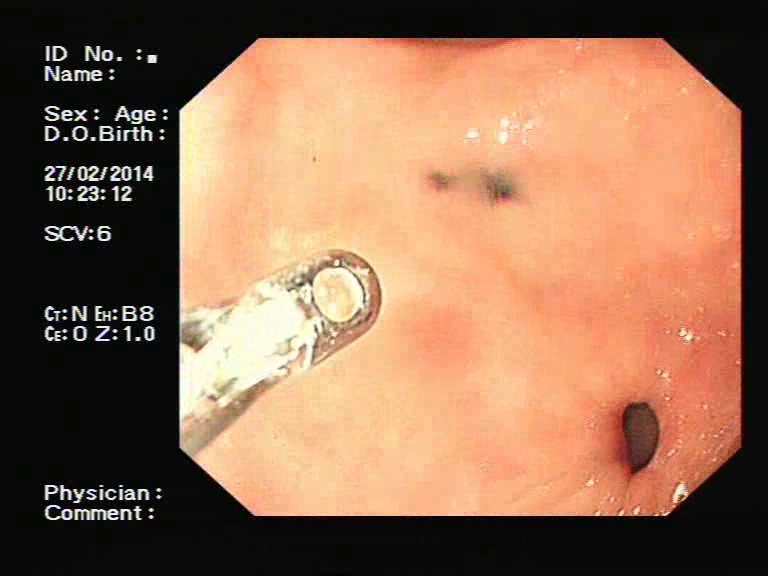 ID No. :
Name:
Sex: Age:
D.O.Birth:
27/02/2014
10:23:12
SCV:6
CT:N EH:B8
CE:0 Z:1.0
Physician:
Comment: